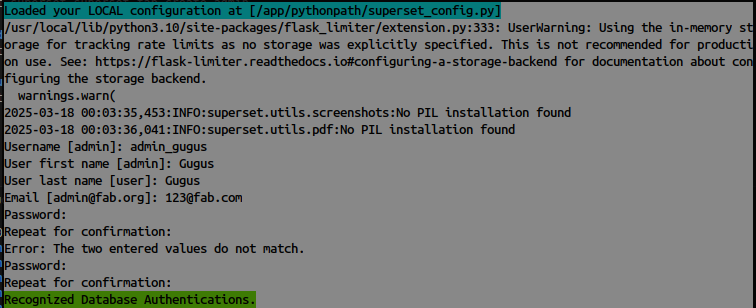 Loaded your LOCAL configuration at [/app/pythonpath/superset_config.py]
/usr/local/lib/python3.10/site-packages/flask_limiter/extension.py:333: UserWarning: Using the in-memory st
orage for tracking rate limits as no storage was explicitly specified. This is not recommended for producti
on use. See: https://flask-limiter.readthedocs.io#configuring-a-storage-backend for documentation about con
figuring the storage backend.
  warnings.warn(
2025-03-18 00:03:35,453:INFO:superset.utils.screenshots:No PIL installation found
2025-03-18 00:03:36,041:INFO:superset.utils.pdf:No PIL installation found
Username [admin]: admin_gugus
User first name [admin]: Gugus
User last name [user]: Gugus
Email [admin@fab.org]: 123@fab.com
Password:
Repeat for confirmation:
Error: The two entered values do not match.
Password:
Repeat for confirmation:
Recognized Database Authentications.